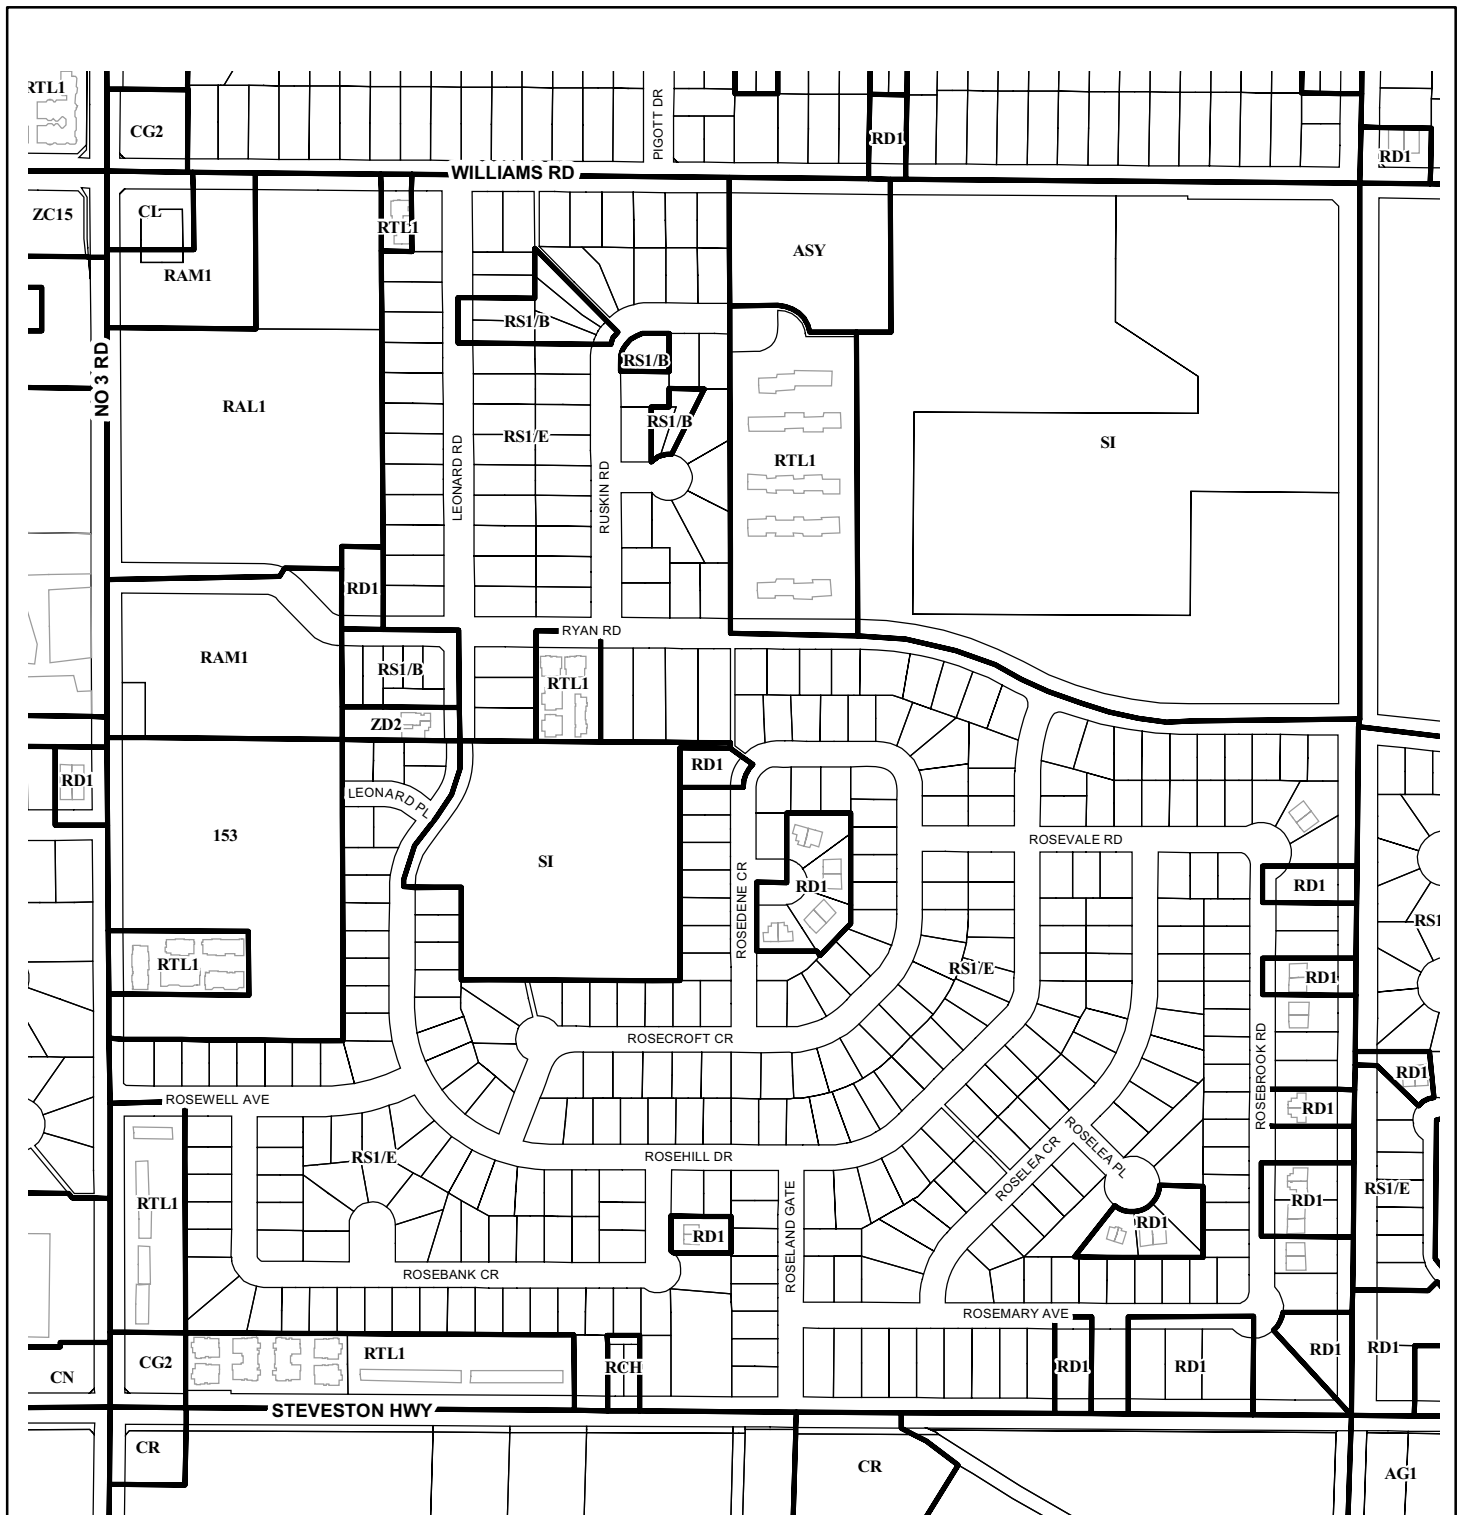 RTL1
CG2
PIGOTT DR
RD1
RD1
WILLIAMS RD
ZC15
CL
RTL1
ASY
RAM1
RS1/B
RS1/B
NO 3 RD
RAL1
RS1/B
RS1/E
SI
LEONARD RD
RUSKIN RD
RTL1
RD1
RYAN RD
RAM1
RS1/B
RTL1
ZD2
RD1
RD1
LEONARD PL
153
SI
ROSEVALE RD
ROSEDENE CR
RD1
RD1
RS1
RTL1
RS1/E
RD1
ROSECROFT CR
ROSEBROOK RD
RD1
ROSEWELL AVE
RD1
RS1/E
ROSEHILL DR
ROSELEA CR
ROSELEA PL
RTL1
RS1/E
RD1
ROSELAND GATE
RD1
RD1
ROSEBANK CR
ROSEMARY AVE
CN
CG2
RTL1
RCH
RD1
RD1
RD1
RD1
STEVESTON HWY
CR
CR
AG1